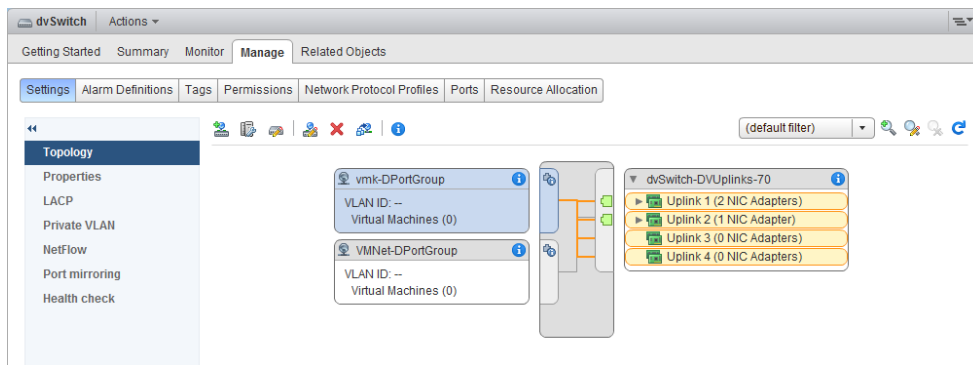 dvSwitch Actions
Getting Started Summary Monitor Manage Related Objects
Settings Alarm Definitions Tags Permissions Network Protocol Profiles Ports Resource Allocation
(default filter)
Topology
Properties
LACP
Private VLAN
NetFlow
Port mirroring
Health check
vmk-DPortGroup
VLAN ID: --
Virtual Machines (0)
VMNet-DPortGroup
VLAN ID: --
Virtual Machines (0)
dvSwitch-DVUplinks-70
Uplink 1 (2 NIC Adapters)
Uplink 2 (1 NIC Adapter)
Uplink 3 (0 NIC Adapters)
Uplink 4 (0 NIC Adapters)